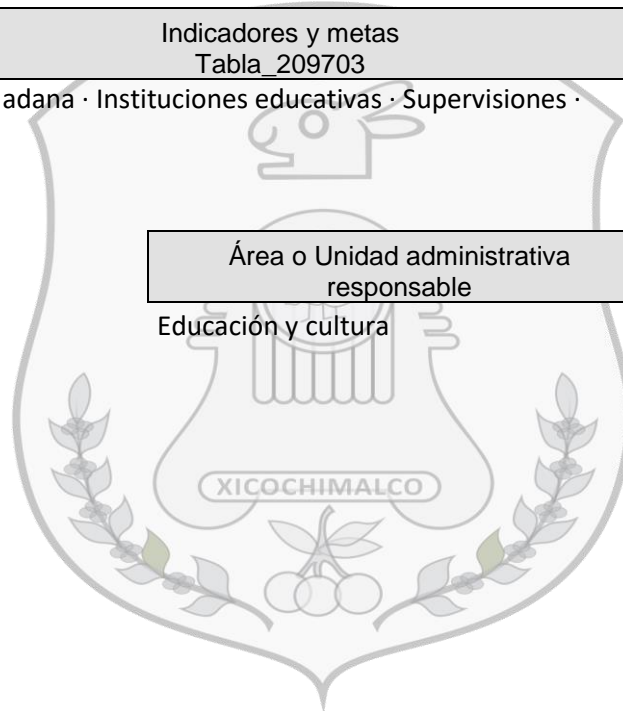 Indicadores y metas
Tabla_209703
adana · Instituciones educativas · Supervisiones ·
Área o Unidad administrativa
responsable
Educación y cultura
XICOCHIMALCO